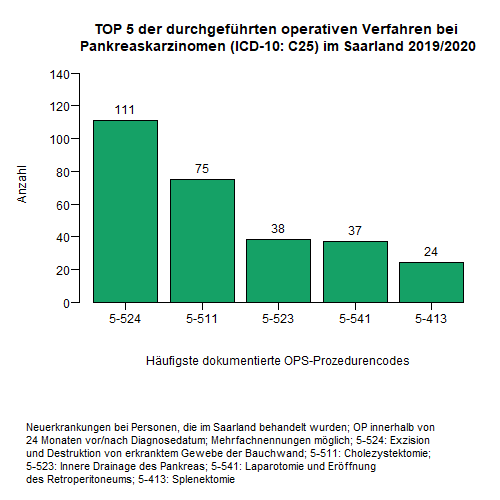 TOP 5 der durchgeführten operativen Verfahren bei
Pankreaskarzinomen (ICD-10: C25) im Saarland 2019/2020
140
120
100
80
60
40
20
0
Anzahl
111
75
38
37
24
5-524 5-511 5-523 5-541 5-413
Häufigste dokumentierte OPS-Prozedurencodes
Neuerkrankungen bei Personen, die im Saarland behandelt wurden; OP innerhalb von
24 Monaten vor/nach Diagnosedatum; Mehrfachnennungen möglich; 5-524: Exzision
und Destruktion von erkranktem Gewebe der Bauchwand; 5-511: Cholezystektomie;
5-523: Innere Drainage des Pankreas; 5-541: Laparotomie und Eröffnung
des Retroperitoneums; 5-413: Splenektomie